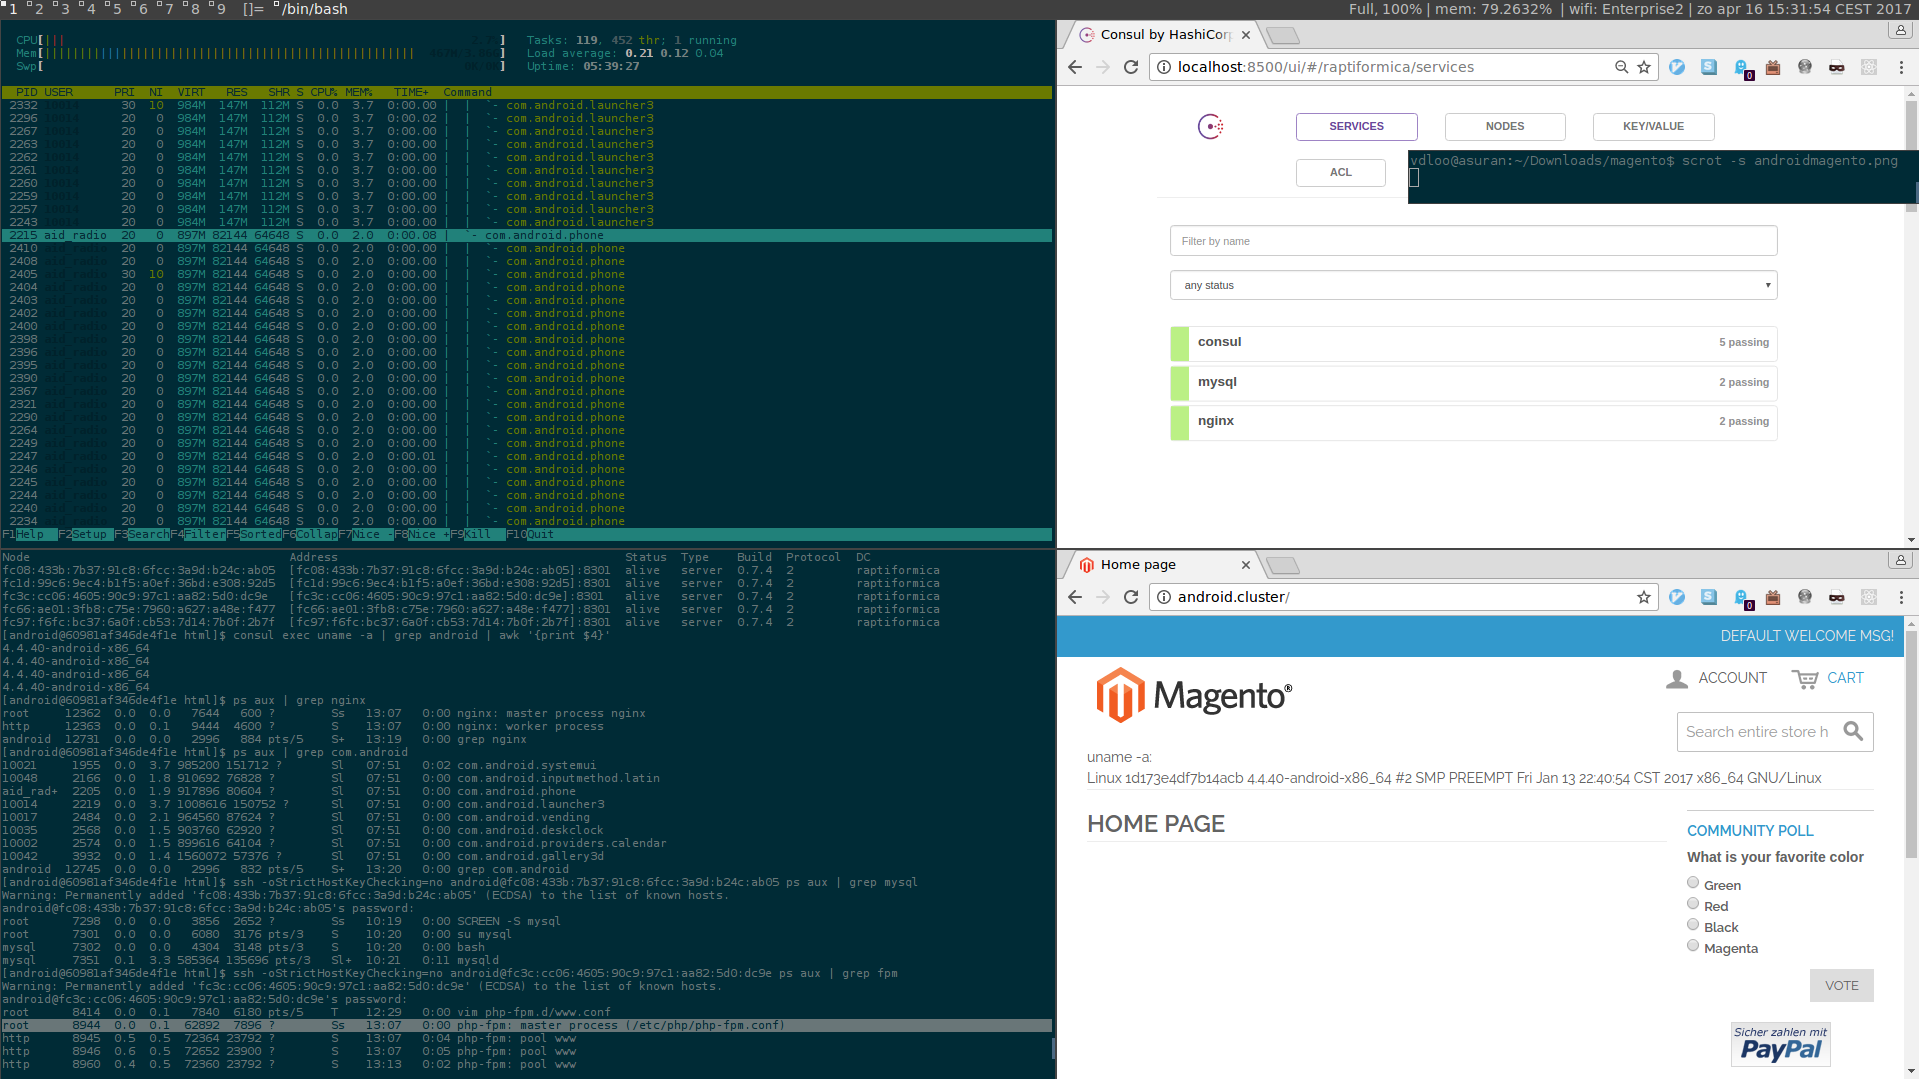 1 2 3 4 5 6 7 8 9 []= /bin/bash
Full, 100% | mem: 79.2632% | wifi: Enterprise2 | zo apr 16 15:31:54 CEST 2017
CPU[||| ] Tasks: 119, 452 thr; 1 running
Mem[ ] Load average: 0.21 0.12 0.04
Swp[ ] Uptime: 05:39:27
PID USER PRI NI VIRT RES SHR S CPU% MEM% TIME+ Command
2332 10014 30 10 984M 147M 112M S 0.0 3.7 0:00.00 | | `- com.android.launcher3
2296 10014 20 0 984M 147M 112M S 0.0 3.7 0:00.02 | | `- com.android.launcher3
2267 10014 20 0 984M 147M 112M S 0.0 3.7 0:00.00 | | `- com.android.launcher3
2263 10014 20 0 984M 147M 112M S 0.0 3.7 0:00.00 | | `- com.android.launcher3
2262 10014 20 0 984M 147M 112M S 0.0 3.7 0:00.00 | | `- com.android.launcher3
2261 10014 20 0 984M 147M 112M S 0.0 3.7 0:00.00 | | `- com.android.launcher3
2260 10014 20 0 984M 147M 112M S 0.0 3.7 0:00.00 | | `- com.android.launcher3
2259 10014 20 0 984M 147M 112M S 0.0 3.7 0:00.00 | | `- com.android.launcher3
2257 10014 20 0 984M 147M 112M S 0.0 3.7 0:00.00 | | `- com.android.launcher3
2243 10014 20 0 984M 147M 112M S 0.0 3.7 0:00.00 | | `- com.android.launcher3
2215 aid_radio 20 0 897M 82144 64648 S 0.0 2.0 0:00.08 | `- com.android.phone
2410 aid_radio 20 0 897M 82144 64648 S 0.0 2.0 0:00.00 | | `- com.android.phone
2408 aid_radio 20 0 897M 82144 64648 S 0.0 2.0 0:00.00 | | `- com.android.phone
2405 aid_radio 30 10 897M 82144 64648 S 0.0 2.0 0:00.00 | | `- com.android.phone
2404 aid_radio 20 0 897M 82144 64648 S 0.0 2.0 0:00.00 | | `- com.android.phone
2403 aid_radio 20 0 897M 82144 64648 S 0.0 2.0 0:00.00 | | `- com.android.phone
2402 aid_radio 20 0 897M 82144 64648 S 0.0 2.0 0:00.00 | | `- com.android.phone
2400 aid_radio 20 0 897M 82144 64648 S 0.0 2.0 0:00.00 | | `- com.android.phone
2398 aid_radio 20 0 897M 82144 64648 S 0.0 2.0 0:00.00 | | `- com.android.phone
2396 aid_radio 20 0 897M 82144 64648 S 0.0 2.0 0:00.00 | | `- com.android.phone
2395 aid_radio 20 0 897M 82144 64648 S 0.0 2.0 0:00.00 | | `- com.android.phone
2390 aid_radio 20 0 897M 82144 64648 S 0.0 2.0 0:00.00 | | `- com.android.phone
2367 aid_radio 20 0 897M 82144 64648 S 0.0 2.0 0:00.00 | | `- com.android.phone
2321 aid_radio 20 0 897M 82144 64648 S 0.0 2.0 0:00.00 | | `- com.android.phone
2290 aid_radio 20 0 897M 82144 64648 S 0.0 2.0 0:00.00 | | `- com.android.phone
2264 aid_radio 20 0 897M 82144 64648 S 0.0 2.0 0:00.00 | | `- com.android.phone
2249 aid_radio 20 0 897M 82144 64648 S 0.0 2.0 0:00.00 | | `- com.android.phone
2247 aid_radio 20 0 897M 82144 64648 S 0.0 2.0 0:00.01 | | `- com.android.phone
2246 aid_radio 20 0 897M 82144 64648 S 0.0 2.0 0:00.00 | | `- com.android.phone
2245 aid_radio 20 0 897M 82144 64648 S 0.0 2.0 0:00.00 | | `- com.android.phone
2244 aid_radio 20 0 897M 82144 64648 S 0.0 2.0 0:00.00 | | `- com.android.phone
2240 aid_radio 20 0 897M 82144 64648 S 0.0 2.0 0:00.00 | | `- com.android.phone
2234 aid_radio 20 0 897M 82144 64648 S 0.0 2.0 0:00.00 | | `- com.android.phone
F1Help F2Setup F3SearchF4FilterF5SortedF6CollapF7Nice -F8Nice +F9Kill F10Quit
Node Address Status Type Build Protocol DC
fc08:433b:7b37:91c8:6fcc:3a9d:b24c:ab05 [fc08:433b:7b37:91c8:6fcc:3a9d:b24c:ab05]:8301 alive server 0.7.4 2 raptiformica
fc1d:99c6:9ec4:b1f5:a0ef:36bd:e308:92d5 [fc1d:99c6:9ec4:b1f5:a0ef:36bd:e308:92d5]:8301 alive server 0.7.4 2 raptiformica
fc3c:cc06:4605:90c9:97c1:aa82:5d0:dc9e [fc3c:cc06:4605:90c9:97c1:aa82:5d0:dc9e]:8301 alive server 0.7.4 2 raptiformica
fc66:ae01:3fb8:c75e:7960:a627:a48e:f477 [fc66:ae01:3fb8:c75e:7960:a627:a48e:f477]:8301 alive server 0.7.4 2 raptiformica
fc97:f6fc:bc37:6a0f:cb53:7d14:7b0f:2b7f [fc97:f6fc:bc37:6a0f:cb53:7d14:7b0f:2b7f]:8301 alive server 0.7.4 2 raptiformica
[android@60981af346de4f1e html]$ consul exec uname -a | grep android | awk '{print $4}'
4.4.40-android-x86_64
4.4.40-android-x86_64
4.4.40-android-x86_64
4.4.40-android-x86_64
[android@60981af346de4f1e html]$ ps aux | grep nginx
root 12362 0.0 0.0 7644 600 ? Ss 13:07 0:00 nginx: master process nginx
http 12363 0.0 0.1 9444 4600 ? S 13:07 0:00 nginx: worker process
android 12731 0.0 0.0 2996 884 pts/5 S+ 13:19 0:00 grep nginx
[android@60981af346de4f1e html]$ ps aux | grep com.android
10021 1955 0.0 3.7 985200 151712 ? Sl 07:51 0:02 com.android.systemui
10048 2166 0.0 1.8 910692 76828 ? Sl 07:51 0:00 com.android.inputmethod.latin
aid_rad+ 2205 0.0 1.9 917896 80604 ? Sl 07:51 0:00 com.android.phone
10014 2219 0.0 3.7 1008616 150752 ? Sl 07:51 0:00 com.android.launcher3
10017 2484 0.0 2.1 964560 87624 ? Sl 07:51 0:00 com.android.vending
10035 2568 0.0 1.5 903760 62920 ? Sl 07:51 0:00 com.android.deskclock
10002 2574 0.0 1.5 899616 64104 ? Sl 07:51 0:00 com.android.providers.calendar
10042 3932 0.0 1.4 1560072 57376 ? Sl 07:51 0:00 com.android.gallery3d
android 12745 0.0 0.0 2996 832 pts/5 S+ 13:20 0:00 grep com.android
[android@60981af346de4f1e html]$ ssh -oStrictHostKeyChecking=no android@fc08:433b:7b37:91c8:6fcc:3a9d:b24c:ab05 ps aux | grep mysql
Warning: Permanently added 'fc08:433b:7b37:91c8:6fcc:3a9d:b24c:ab05' (ECDSA) to the list of known hosts.
android@fc08:433b:7b37:91c8:6fcc:3a9d:b24c:ab05's password:
root 7298 0.0 0.0 3856 2652 ? Ss 10:19 0:00 SCREEN -S mysql
root 7301 0.0 0.0 6080 3176 pts/3 S 10:20 0:00 su mysql
mysql 7302 0.0 0.0 4304 3148 pts/3 S 10:20 0:00 bash
mysql 7351 0.1 3.3 585364 135696 pts/3 Sl+ 10:21 0:11 mysqld
[android@60981af346de4f1e html]$ ssh -oStrictHostKeyChecking=no android@fc3c:cc06:4605:90c9:97c1:aa82:5d0:dc9e ps aux | grep fpm
Warning: Permanently added 'fc3c:cc06:4605:90c9:97c1:aa82:5d0:dc9e' (ECDSA) to the list of known hosts.
android@fc3c:cc06:4605:90c9:97c1:aa82:5d0:dc9e's password:
root 8414 0.0 0.1 7840 6180 pts/5 T 12:29 0:00 vim php-fpm.d/www.conf
root 8944 0.0 0.1 62892 7896 ? Ss 13:07 0:00 php-fpm: master process (/etc/php/php-fpm.conf)
http 8945 0.5 0.5 72364 23792 ? S 13:07 0:04 php-fpm: pool www
http 8946 0.6 0.5 72652 23900 ? S 13:07 0:05 php-fpm: pool www
http 8960 0.4 0.5 72360 23792 ? S 13:13 0:02 php-fpm: pool www
Consul by HashiCorp
localhost:8500/ui/#/raptiformica/services
0
SERVICES
NODES
KEY/VALUE
ACL
vdloo@asuran:~/Downloads/magento$ scrot -s androidmagento.png
Filter by name
any status
consul 5 passing
mysql 2 passing
nginx 2 passing
Home page
android.cluster/
0
DEFAULT WELCOME MSG!
Magento®
ACCOUNT
CART
Search entire store h
uname -a:
Linux 1d173e4df7b14acb 4.4.40-android-x86_64 #2 SMP PREEMPT Fri Jan 13 22:40:54 CST 2017 x86_64 GNU/Linux
HOME PAGE
COMMUNITY POLL
What is your favorite color
Green
Red
Black
Magenta
VOTE
Sicher zahlen mit
PayPal